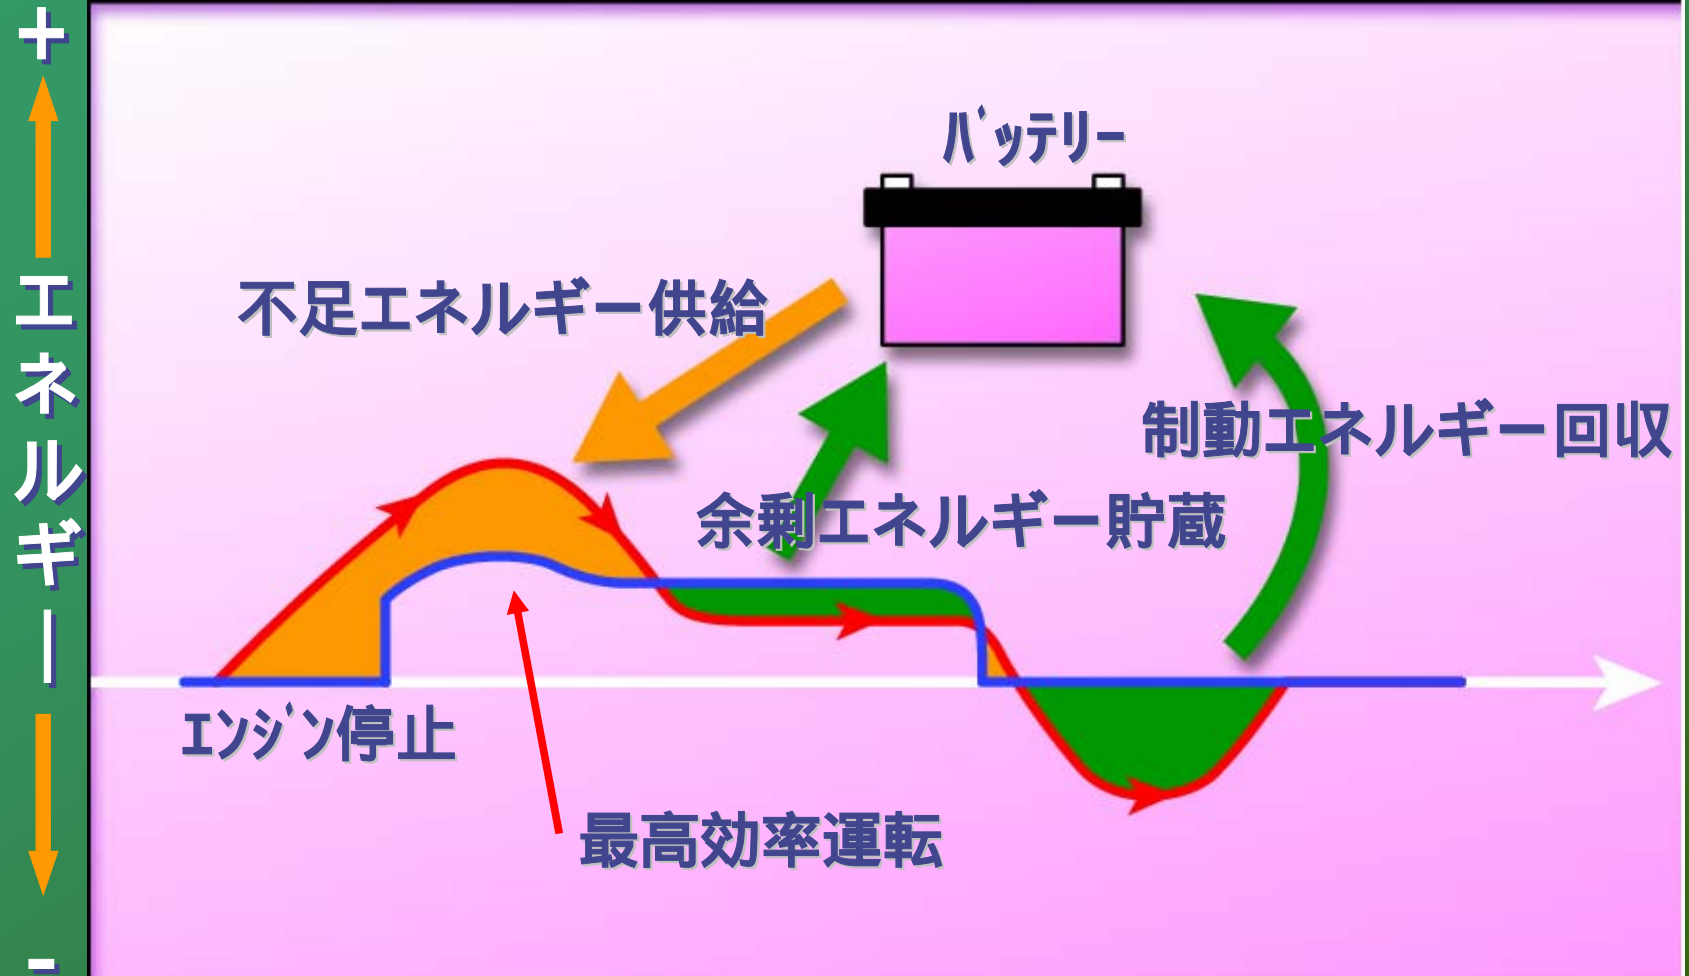 +
エネルギー
-
ﾊﾞｯﾃﾘｰ
不足エネルギー供給
制動エネルギー回収
余剰エネルギー貯蔵
ｴﾝｼﾞﾝ停止
最高効率運転